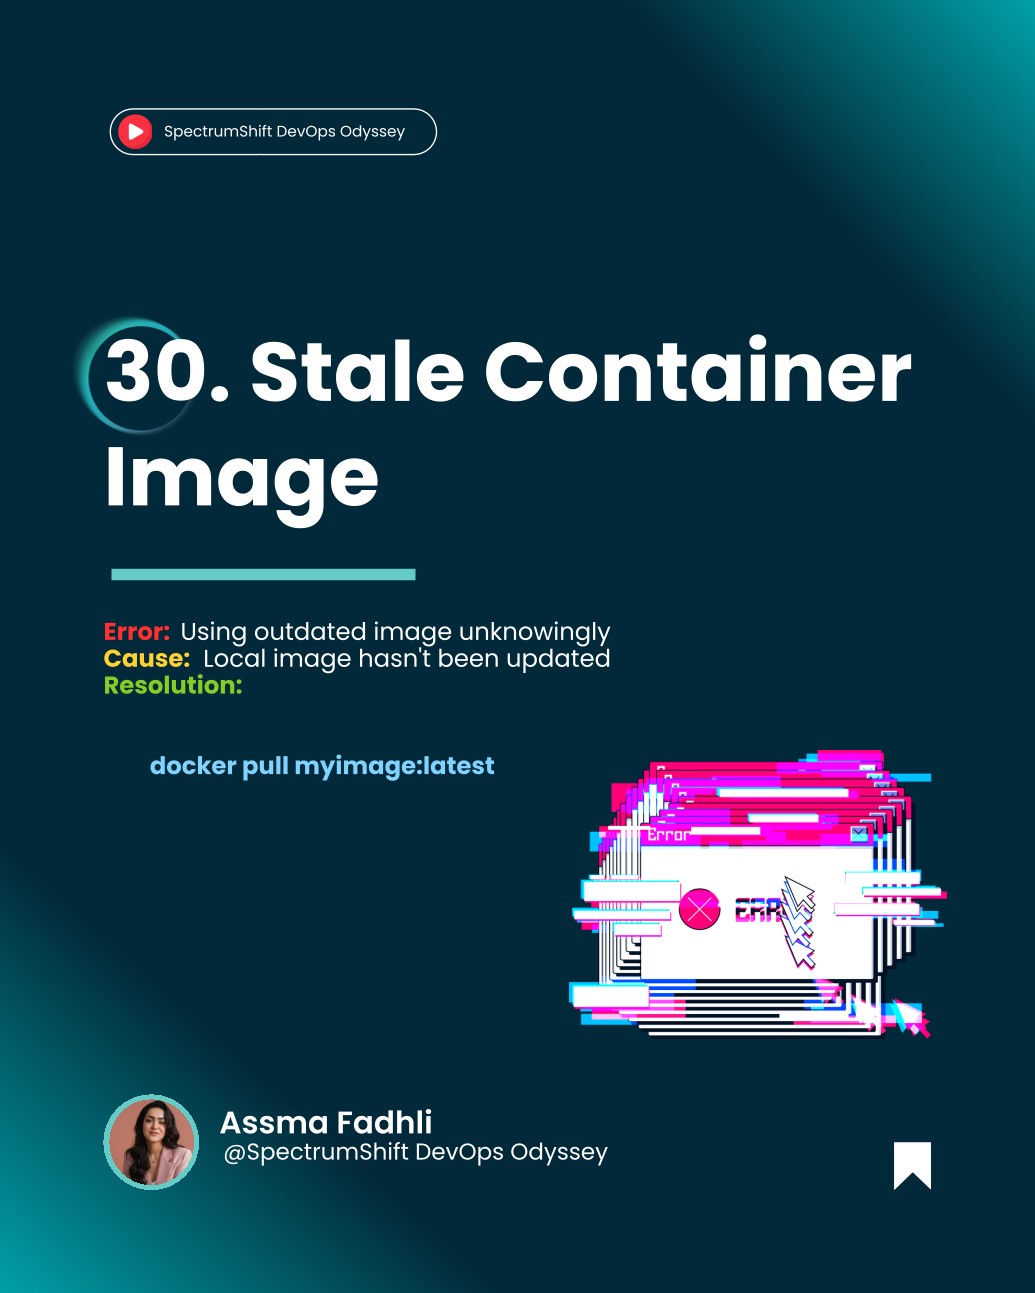 SpectrumShift DevOps Odyssey
30. Stale Container
Image
Error: Using outdated image unknowingly
Cause: Local image hasn't been updated
Resolution:
docker pull myimage:latest
Error
ERR
Assma Fadhli
@SpectrumShift DevOps Odyssey